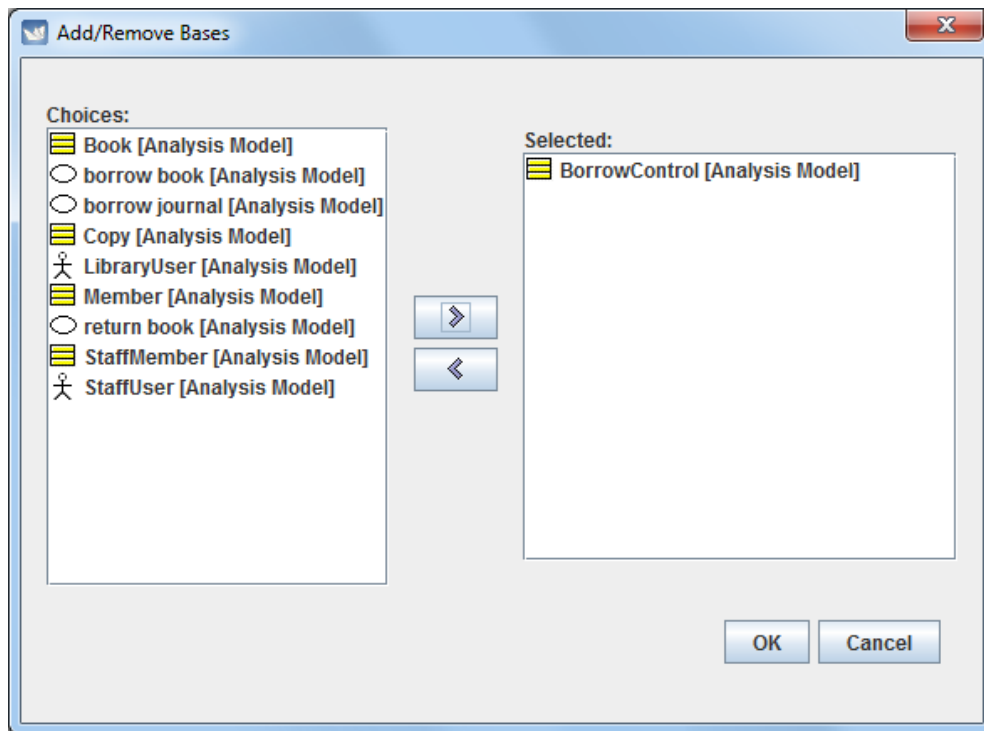 Add/Remove Bases
Choices:
Book [Analysis Model]
borrow book [Analysis Model]
borrow journal [Analysis Model]
Copy [Analysis Model]
LibraryUser [Analysis Model]
Member [Analysis Model]
return book [Analysis Model]
StaffMember [Analysis Model]
StaffUser [Analysis Model]
Selected:
BorrowControl [Analysis Model]
OK
Cancel